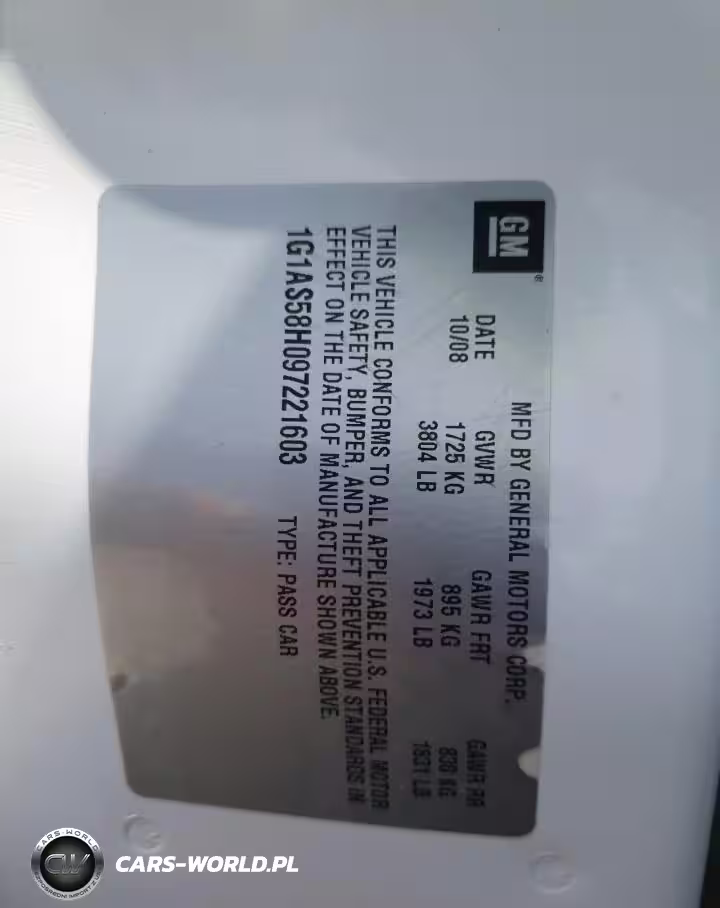 GM®
MFD BY GENERAL MOTORS CORP.
DATE GVWR GAWR FRT GAWR RR
10/08 1725 KG 895 KG 830 KG
3804 LB 1973 LB 1831 LB
THIS VEHICLE CONFORMS TO ALL APPLICABLE U.S. FEDERAL MOTOR
VEHICLE SAFETY, BUMPER, AND THEFT PREVENTION STANDARDS IN
EFFECT ON THE DATE OF MANUFACTURE SHOWN ABOVE.
1G1AS58H097221603 TYPE: PASS CAR
CARS-WORLD
CW
CARS-WORLD.PL